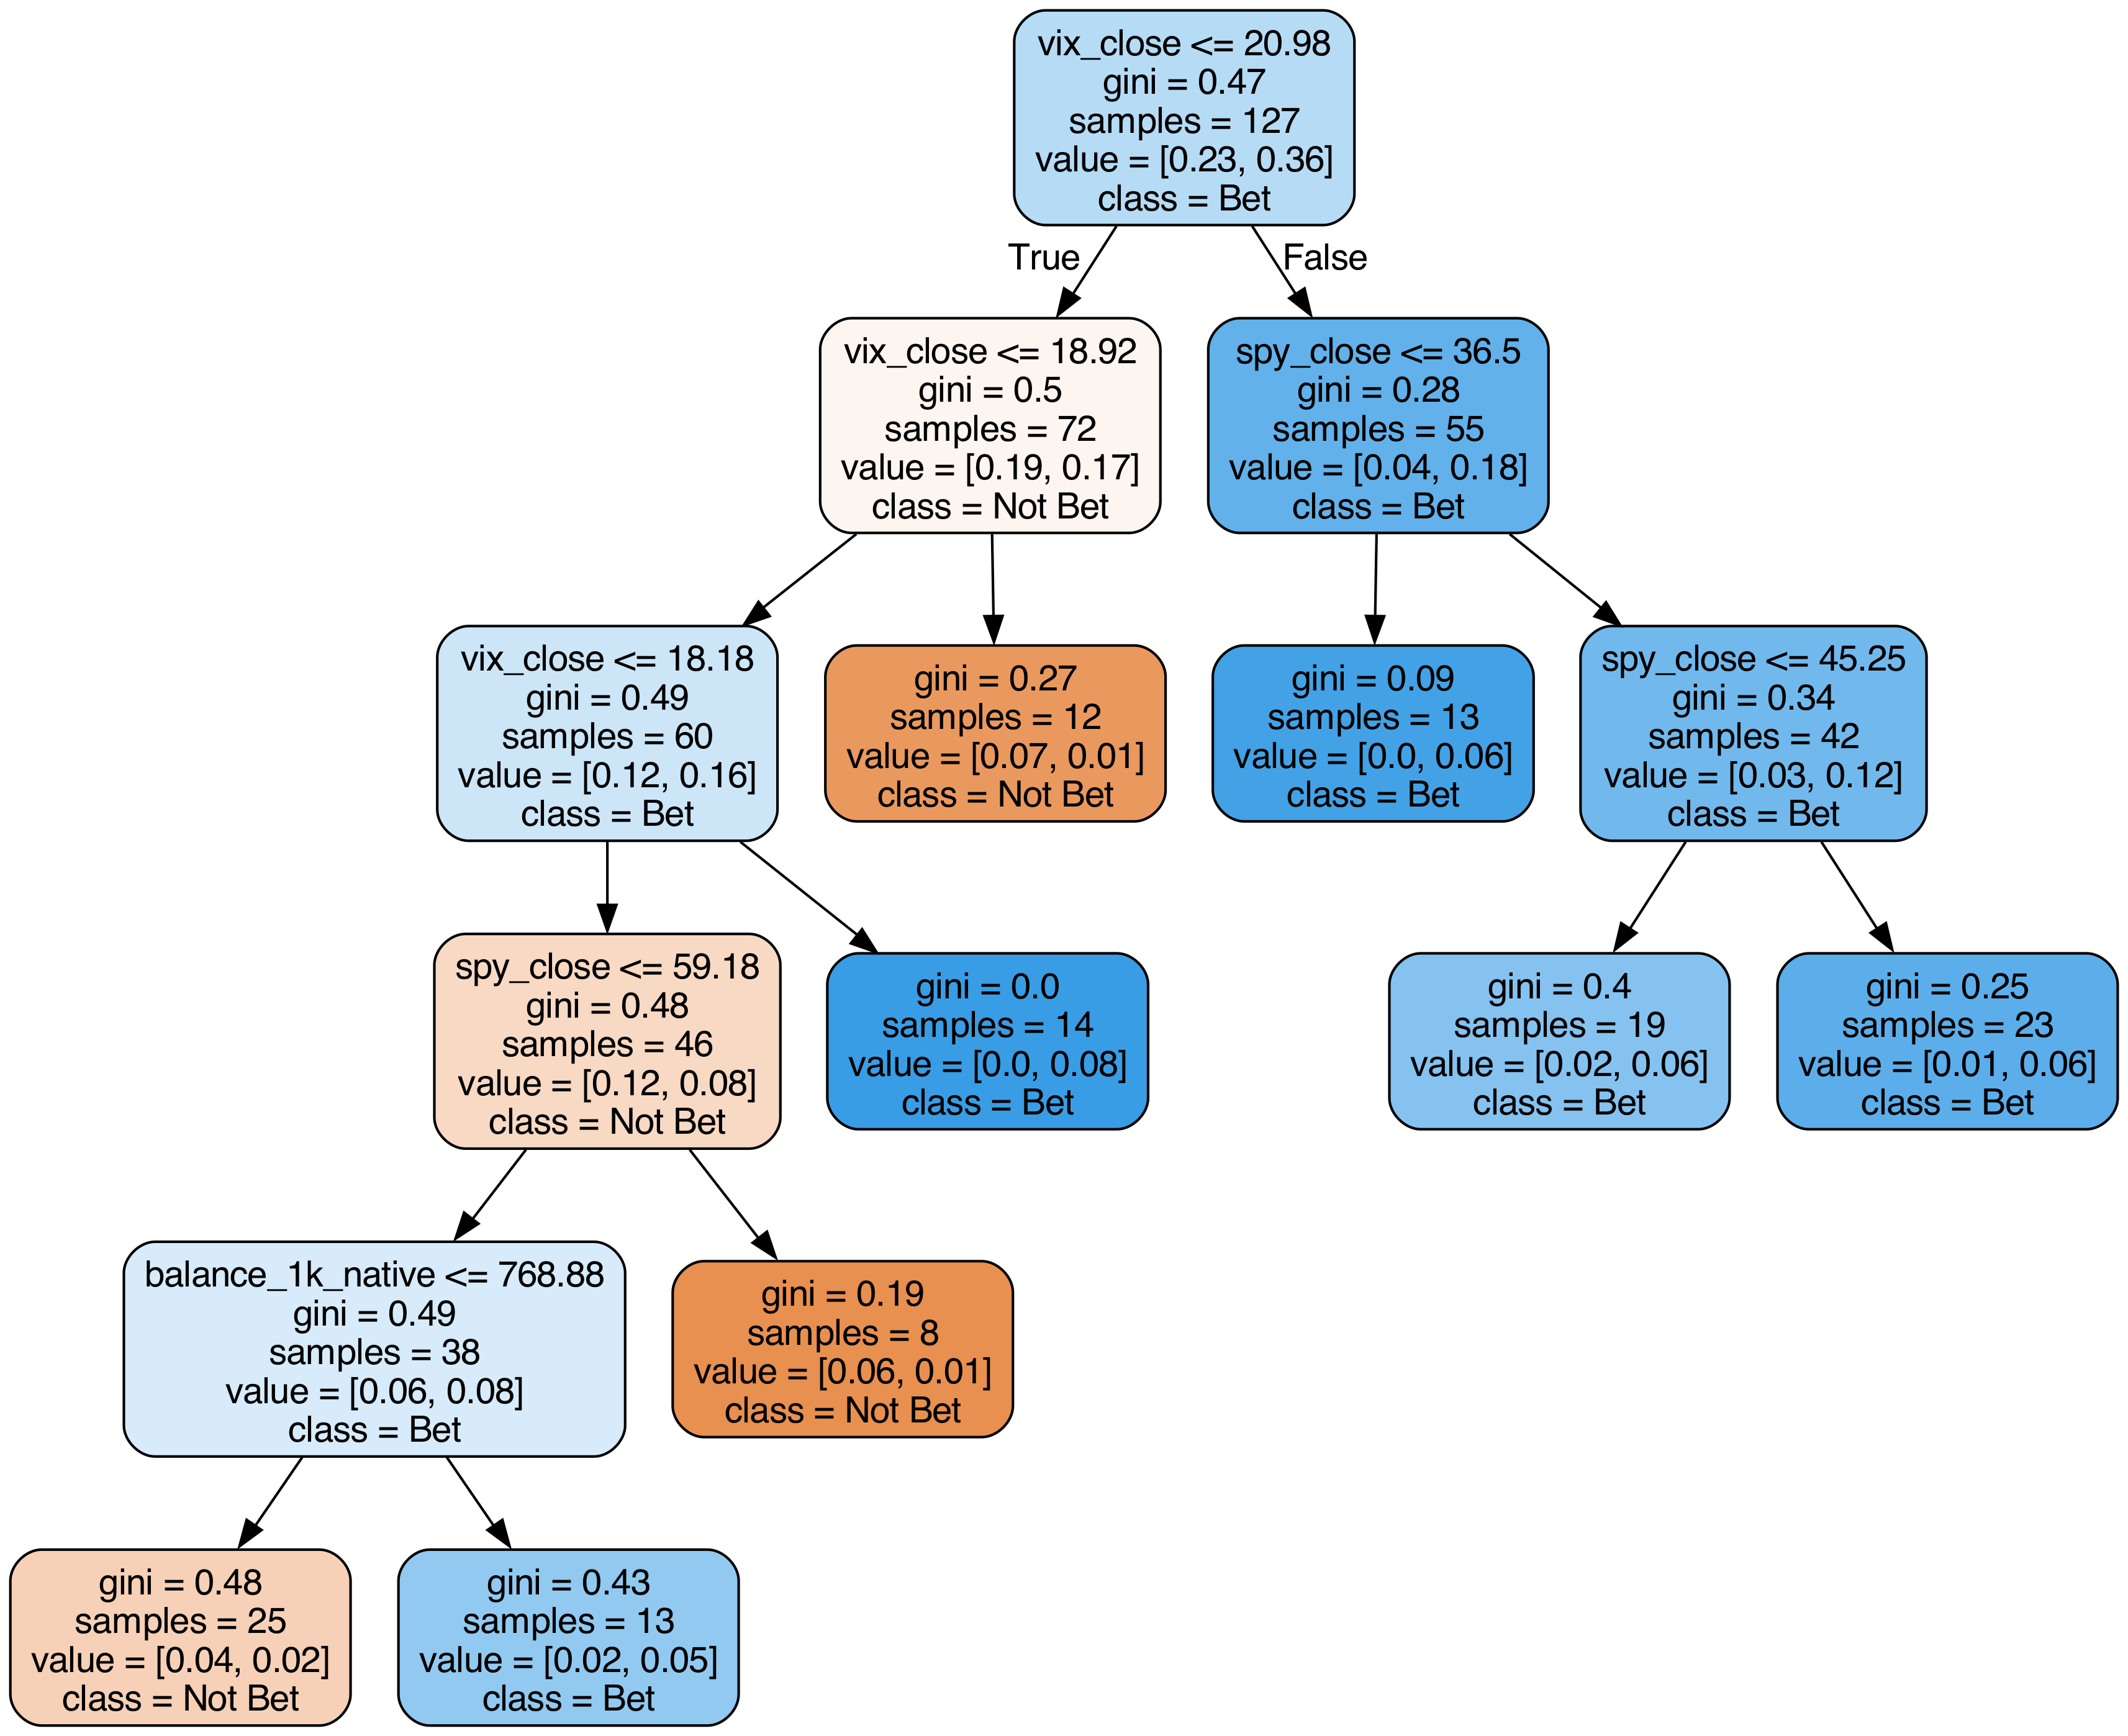 vix_close <= 20.98
gini = 0.47
samples = 127
value = [0.23, 0.36]
class = Bet
True
False
vix_close <= 18.92
gini = 0.5
samples = 72
value = [0.19, 0.17]
class = Not Bet
spy_close <= 36.5
gini = 0.28
samples = 55
value = [0.04, 0.18]
class = Bet
vix_close <= 18.18
gini = 0.49
samples = 60
value = [0.12, 0.16]
class = Bet
gini = 0.27
samples = 12
value = [0.07, 0.01]
class = Not Bet
gini = 0.09
samples = 13
value = [0.0, 0.06]
class = Bet
spy_close <= 45.25
gini = 0.34
samples = 42
value = [0.03, 0.12]
class = Bet
spy_close <= 59.18
gini = 0.48
samples = 46
value = [0.12, 0.08]
class = Not Bet
gini = 0.0
samples = 14
value = [0.0, 0.08]
class = Bet
gini = 0.4
samples = 19
value = [0.02, 0.06]
class = Bet
gini = 0.25
samples = 23
value = [0.01, 0.06]
class = Bet
balance_1k_native <= 768.88
gini = 0.49
samples = 38
value = [0.06, 0.08]
class = Bet
gini = 0.19
samples = 8
value = [0.06, 0.01]
class = Not Bet
gini = 0.48
samples = 25
value = [0.04, 0.02]
class = Not Bet
gini = 0.43
samples = 13
value = [0.02, 0.05]
class = Bet